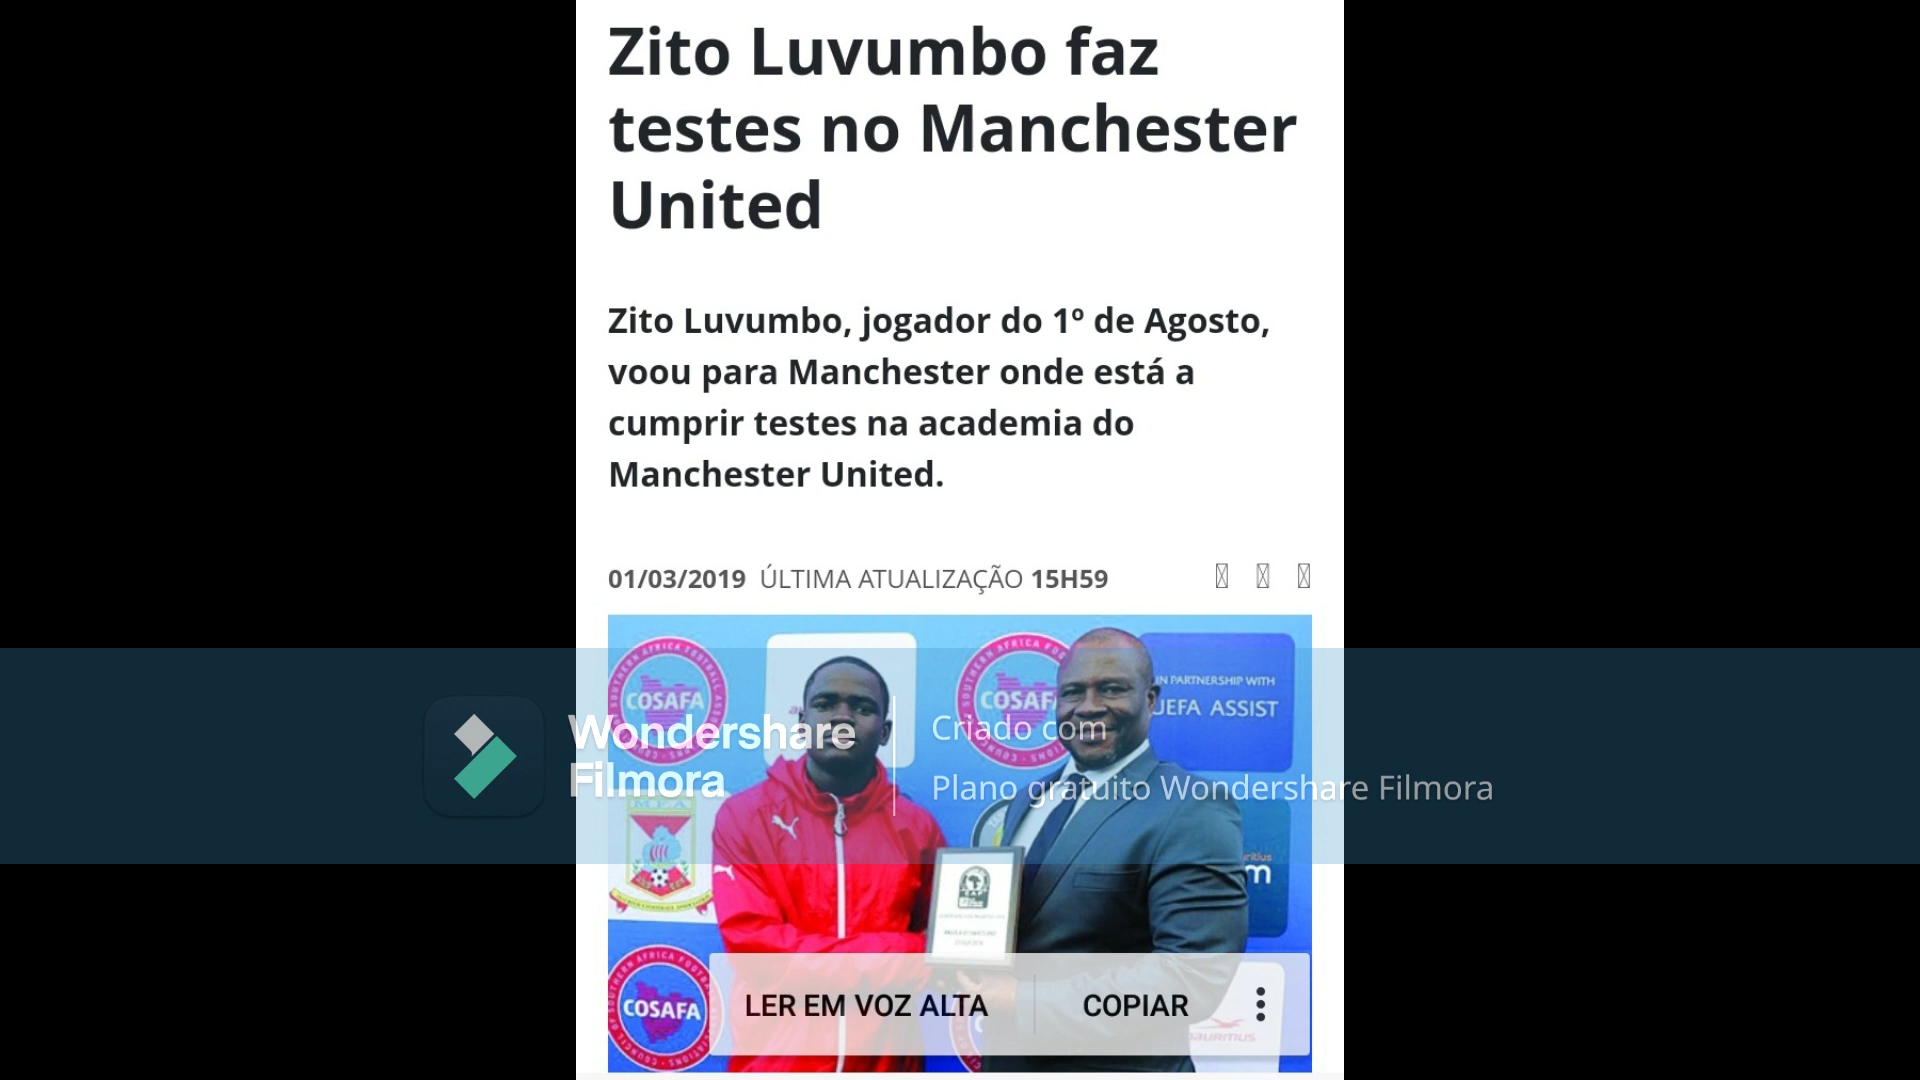 Zito Luvumbo faz
testes no Manchester
United
Zito Luvumbo, jogador do 1º de Agosto,
voou para Manchester onde está a
cumprir testes na academia do
Manchester United.
01/03/2019 ÚLTIMA ATUALIZAÇÃO 15H59
COSAFA
COSAFA
IN PARTNERSHIP WITH
UEFA ASSIST
Wondershare
Filmora
Criado com
Plano gratuito Wondershare Filmora
M.F.A
CAF
COSAFA
LER EM VOZ ALTA
COPIAR